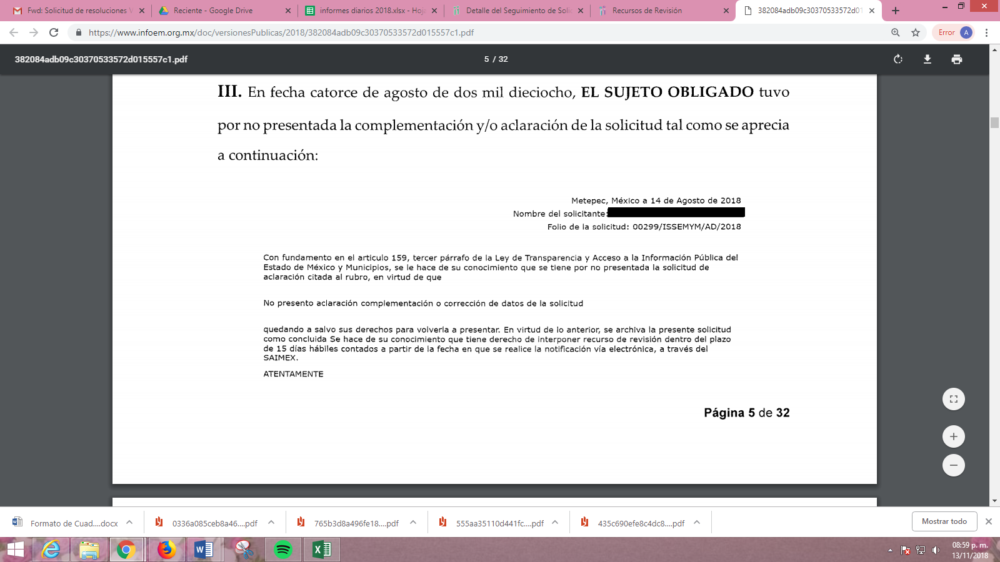 Fwd: Solicitud de resoluciones V
Reciente - Google Drive
informes diarios 2018.xlsx - Hoja
Detalle del Seguimiento de Solic
Recursos de Revisión
382084adb09c30370533572d01
https://www.infoem.org.mx/doc/versionesPublicas/2018/382084adb09c30370533572d015557c1.pdf
Error A
382084adb09c30370533572d015557c1.pdf
5 / 32
III. En fecha catorce de agosto de dos mil dieciocho, EL SUJETO OBLIGADO tuvo
por no presentada la complementación y/o aclaración de la solicitud tal como se aprecia
a continuación:
Metepec, México a 14 de Agosto de 2018
Nombre del solicitante:
Folio de la solicitud: 00299/ISSEMYM/AD/2018
Con fundamento en el articulo 159, tercer párrafo de la Ley de Transparencia y Acceso a la Información Pública del
Estado de México y Municipios, se le hace de su conocimiento que se tiene por no presentada la solicitud de
aclaración citada al rubro, en virtud de que
No presento aclaración complementación o corrección de datos de la solicitud
quedando a salvo sus derechos para volverla a presentar. En virtud de lo anterior, se archiva la presente solicitud
como concluida Se hace de su conocimiento que tiene derecho de interponer recurso de revisión dentro del plazo
de 15 días hábiles contados a partir de la fecha en que se realice la notificación vía electrónica, a través del
SAIMEX.
ATENTAMENTE
Página 5 de 32
Formato de Cuad....docx
0336a085ceb8a46....pdf
765b3d8a496fe18....pdf
555aa35110d441fc....pdf
435c690efe8c4dc8....pdf
Mostrar todo
08:59 p. m.
13/11/2018